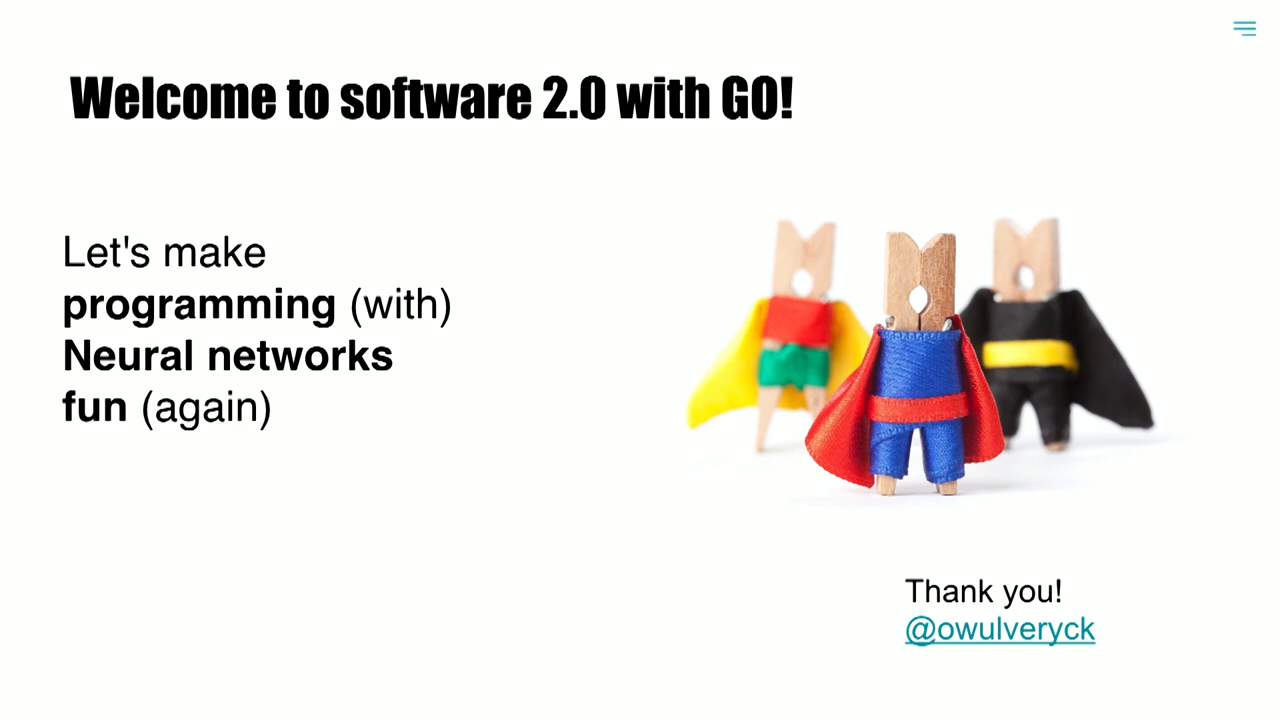 Welcome to software 2.0 with GO!
Let's make
programming (with)
Neural networks
fun (again)
Thank you!
@owulveryck